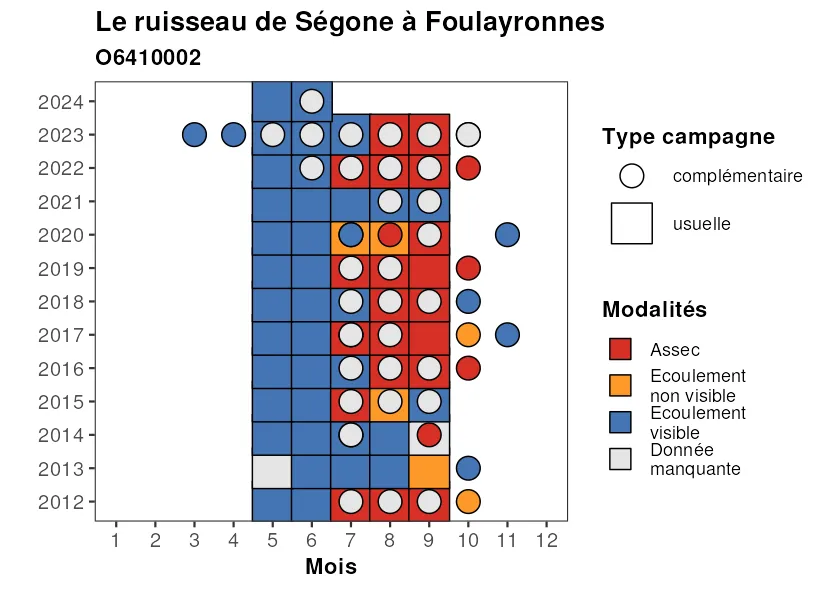 Le ruisseau de Ségone à Foulayronnes
O6410002
2024
2023
2022
2021
2020
2019
2018
2017
2016
2015
2014
2013
2012
1 2 3 4 5 6 7 8 9 10 11 12
Mois
Type campagne
complémentaire
usuelle
Modalités
Assec
Ecoulement
non visible
Ecoulement
visible
Donnée
manquante